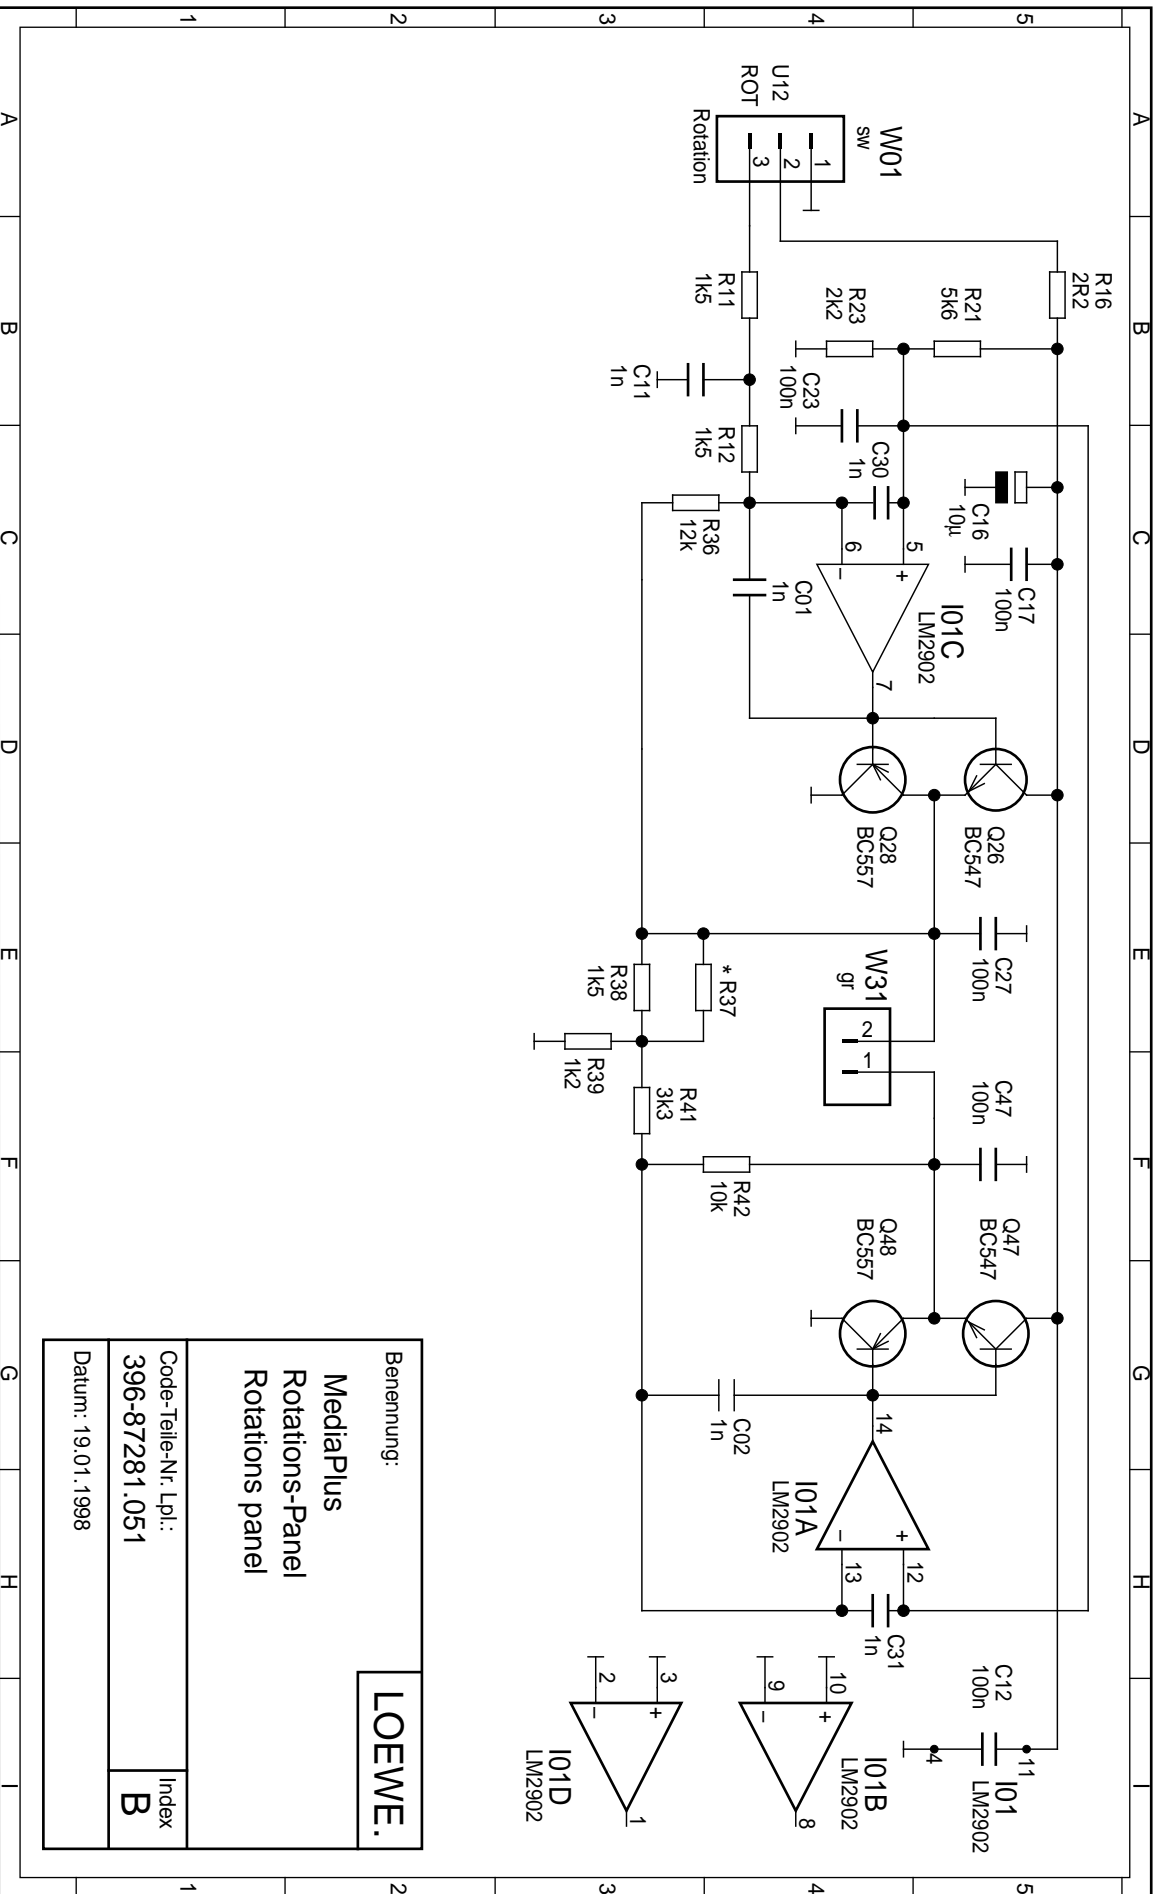 A
B
C
D
E
F
G
H
I
5
4
3
2
1
5
4
3
2
1
W01
sw
U12
ROT
1
2
3
Rotation
R16
2R2
R21
5k6
R23
2k2
C23
100n
R11
1k5
C11
1n
R12
1k5
C30
1n
C16
10µ
C17
100n
R36
12k
C01
1n
5
6
+
−
7
I01C
LM2902
Q26
BC547
Q28
BC557
C27
100n
W31
gr
2
1
* R37
R38
1k5
R39
1k2
R41
3k3
C47
100n
R42
10k
Q47
BC547
Q48
BC557
C02
1n
14
I01A
LM2902
+
−
12
13
C31
1n
C12
100n
11
4
I01
LM2902
10
9
+
−
8
I01B
LM2902
3
2
+
−
1
I01D
LM2902
Benennung:
MediaPlus
Rotations-Panel
Rotations panel
LOEWE.
Code-Teile-Nr. Lpl.:
396-87281.051
Index
B
Datum: 19.01.1998
A
B
C
D
E
F
G
H
I